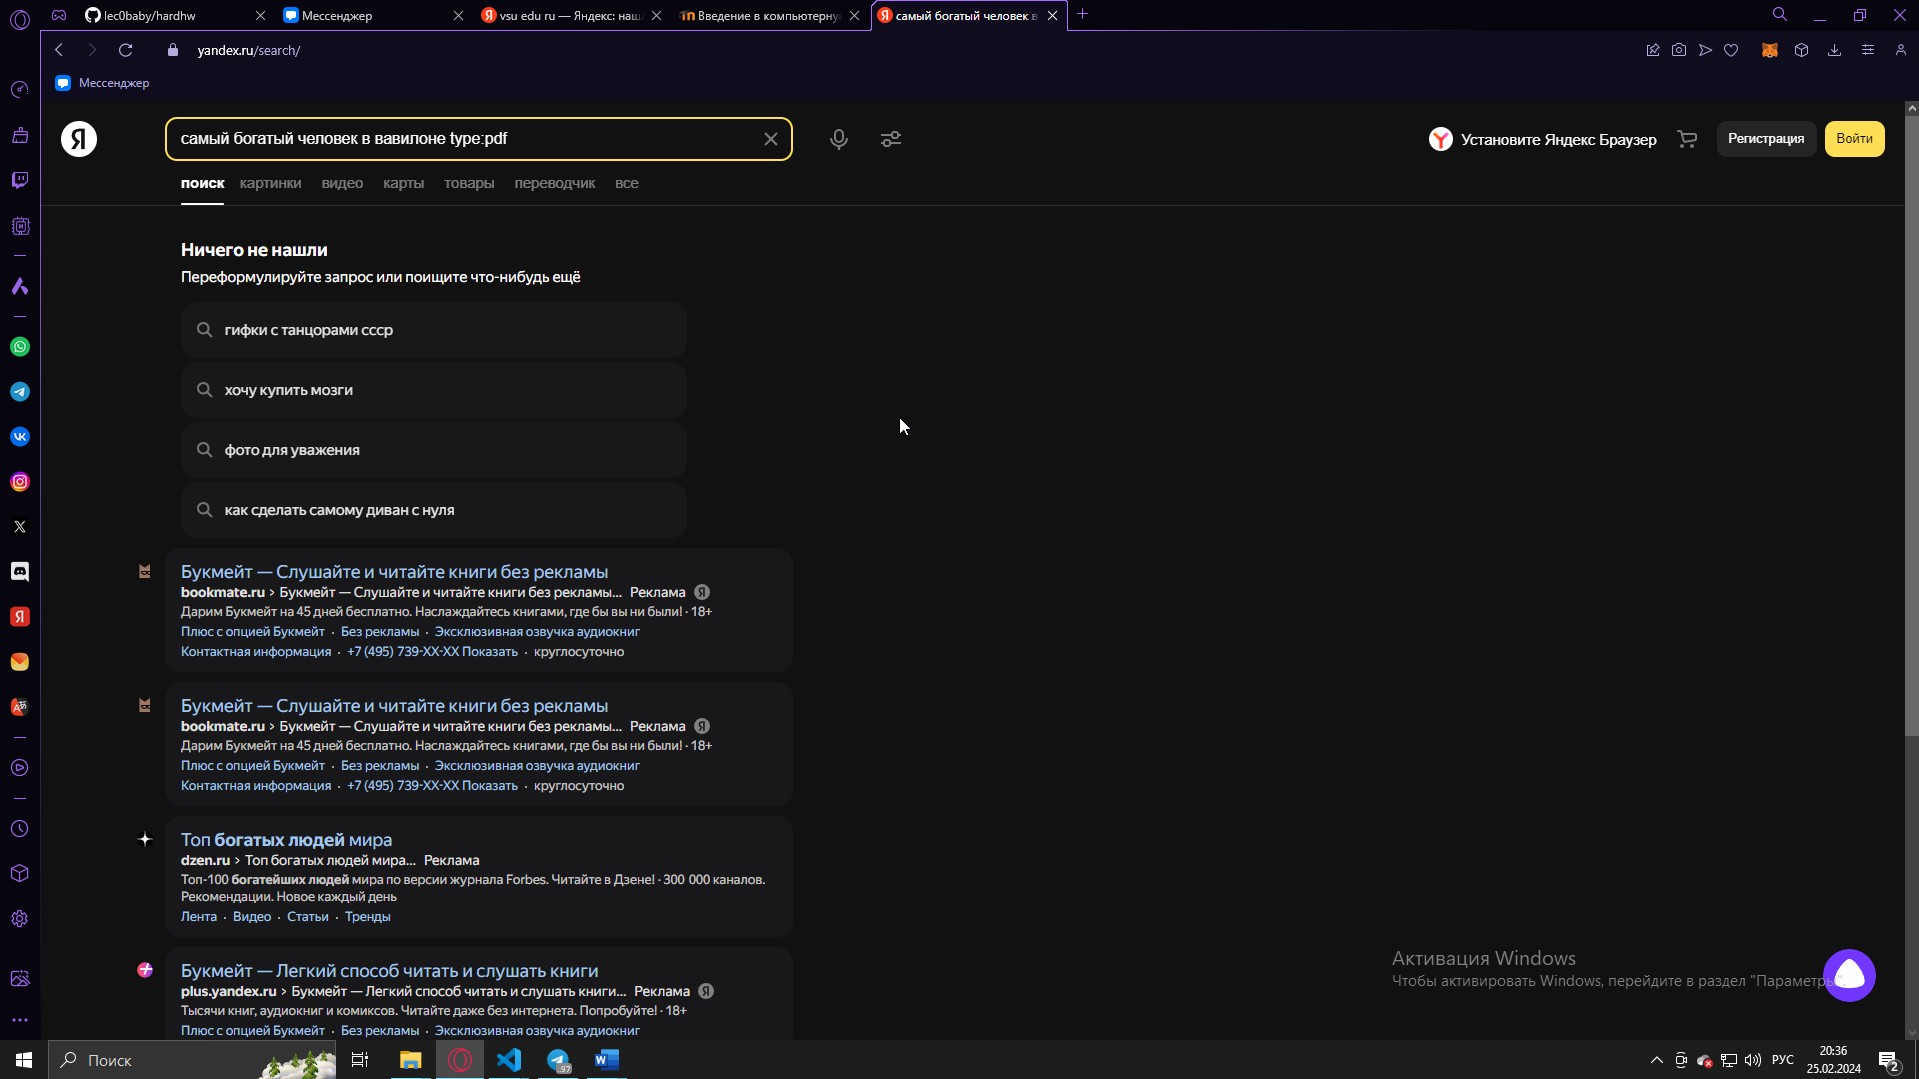 lec0baby/hardhw
Мессенджер
vsu edu ru — Яндекс: наш
Введение в компьютерну
самый богатый человек в
yandex.ru/search/
Мессенджер
самый богатый человек в вавилоне type:pdf
Установите Яндекс Браузер
Регистрация
Войти
поиск картинки видео карты товары переводчик все
Ничего не нашли
Переформулируйте запрос или поищите что-нибудь ещё
гифки с танцорами ссср
хочу купить мозги
фото для уважения
как сделать самому диван с нуля
Букмейт — Слушайте и читайте книги без рекламы
bookmate.ru › Букмейт — Слушайте и читайте книги без рекламы... Реклама Я
Дарим Букмейт на 45 дней бесплатно. Наслаждайтесь книгами, где бы вы ни были! · 18+
Плюс с опцией Букмейт · Без рекламы · Эксклюзивная озвучка аудиокниг
Контактная информация · +7 (495) 739-XX-XX Показать · круглосуточно
Букмейт — Слушайте и читайте книги без рекламы
bookmate.ru › Букмейт — Слушайте и читайте книги без рекламы... Реклама Я
Дарим Букмейт на 45 дней бесплатно. Наслаждайтесь книгами, где бы вы ни были! · 18+
Плюс с опцией Букмейт · Без рекламы · Эксклюзивная озвучка аудиокниг
Контактная информация · +7 (495) 739-XX-XX Показать · круглосуточно
Топ богатых людей мира
dzen.ru › Топ богатых людей мира... Реклама
Топ-100 богатейших людей мира по версии журнала Forbes. Читайте в Дзене! · 300 000 каналов.
Рекомендации. Новое каждый день
Лента · Видео · Статьи · Тренды
Букмейт — Легкий способ читать и слушать книги
plus.yandex.ru › Букмейт — Легкий способ читать и слушать книги... Реклама Я
Тысячи книг, аудиокниг и комиксов. Читайте даже без интернета. Попробуйте! · 18+
Плюс с опцией Букмейт · Без рекламы · Эксклюзивная озвучка аудиокниг
Активация Windows
Чтобы активировать Windows, перейдите в раздел "Параметры
Поиск
97
РУС
20:36
25.02.2024
2